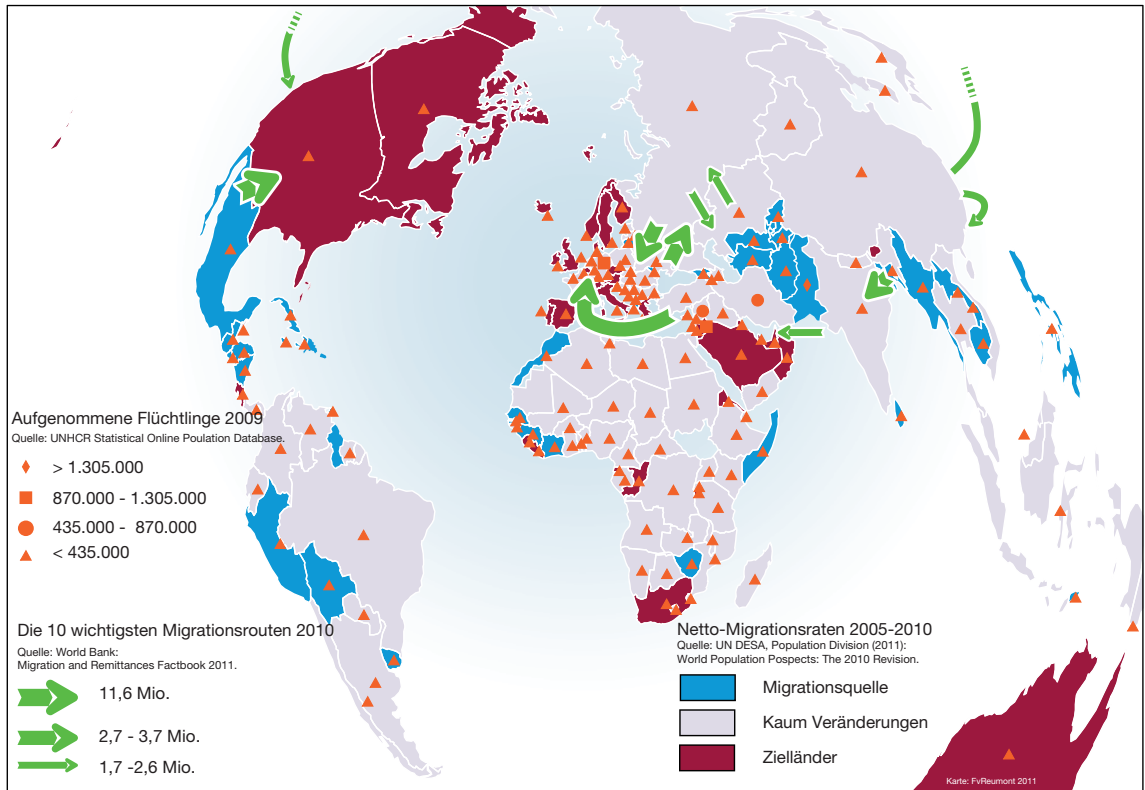 Aufgenommene Flüchtlinge 2009
Quelle: UNHCR Statistical Online Poulation Database.
> 1.305.000
870.000 - 1.305.000
435.000 - 870.000
< 435.000
Die 10 wichtigsten Migrationsrouten 2010
Quelle: World Bank:
Migration and Remittances Factbook 2011.
11,6 Mio.
2,7 - 3,7 Mio.
1,7 -2,6 Mio.
Netto-Migrationsraten 2005-2010
Quelle: UN DESA, Population Division (2011):
World Population Pospects: The 2010 Revision.
Migrationsquelle
Kaum Veränderungen
Zielländer
Karte: FvReumont 2011